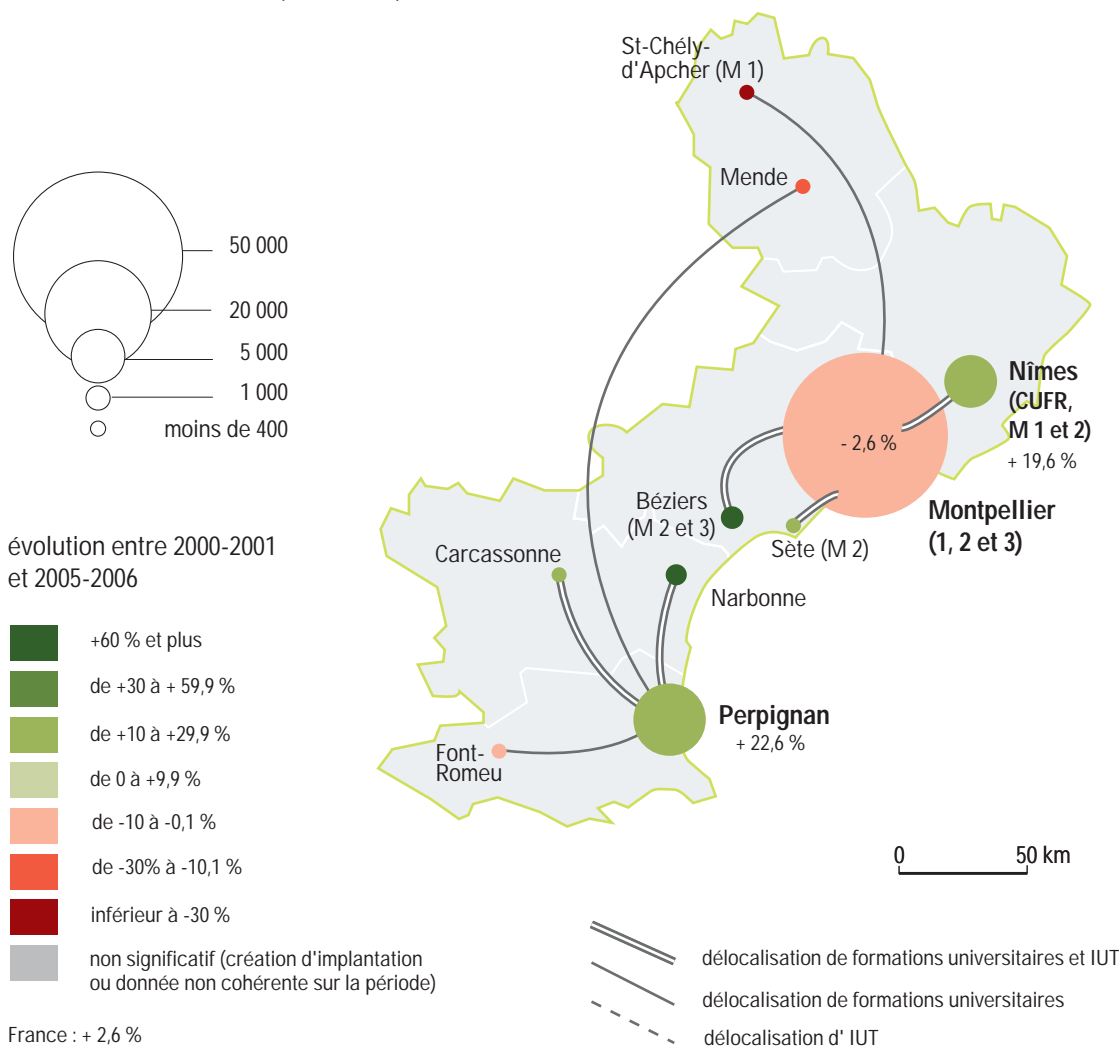 St-Chély-
d'Apcher (M 1)
Mende
50 000
20 000
5 000
1 000
moins de 400
Nîmes
(CUFR,
M 1 et 2)
+ 19,6 %
- 2,6 %
Montpellier
(1, 2 et 3)
Béziers
(M 2 et 3)
Sète (M 2)
Carcassonne
Narbonne
Perpignan
+ 22,6 %
Font-
Romeu
évolution entre 2000-2001
et 2005-2006
+60 % et plus
de +30 à + 59,9 %
de +10 à +29,9 %
de 0 à +9,9 %
de -10 à -0,1 %
de -30% à -10,1 %
inférieur à -30 %
non significatif (création d'implantation
ou donnée non cohérente sur la période)
France : + 2,6 %
0 50 km
délocalisation de formations universitaires et IUT
délocalisation de formations universitaires
délocalisation d' IUT